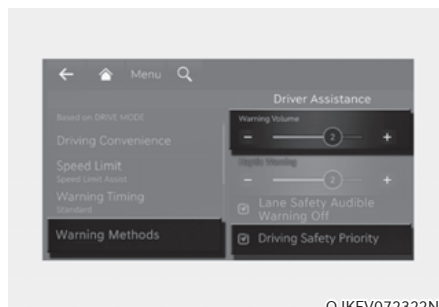 Menu
Driver Assistance
Based on DRIVE MODE
Driving Convenience
Speed Limit
Speed Limit Assist
Warning Timing
Standard
Warning Methods
Warning Volume
- 2 +
Haptic Warning
- 2 +
Lane Safety Audible
Warning Off
Driving Safety Priority